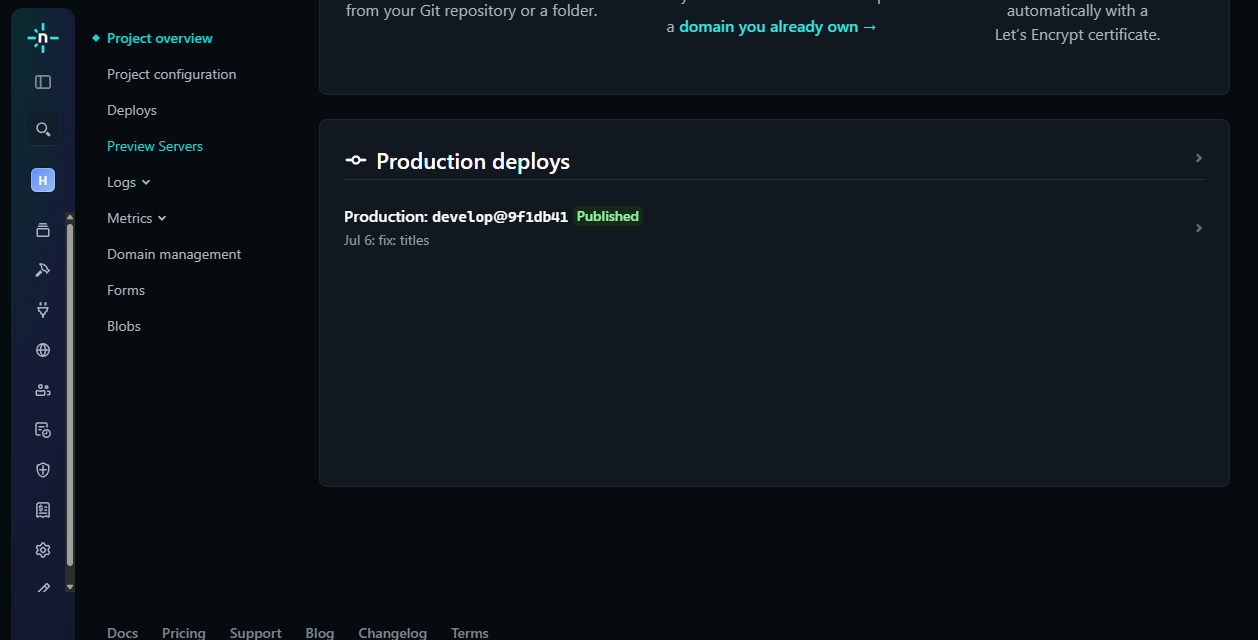 n
H
Project overview
Project configuration
Deploys
Preview Servers
Logs
Metrics
Domain management
Forms
Blobs
from your Git repository or a folder.
a domain you already own →
automatically with a
Let's Encrypt certificate.
Production deploys
Production: develop@9f1db41 Published
Jul 6: fix: titles
Docs Pricing Support Blog Changelog Terms